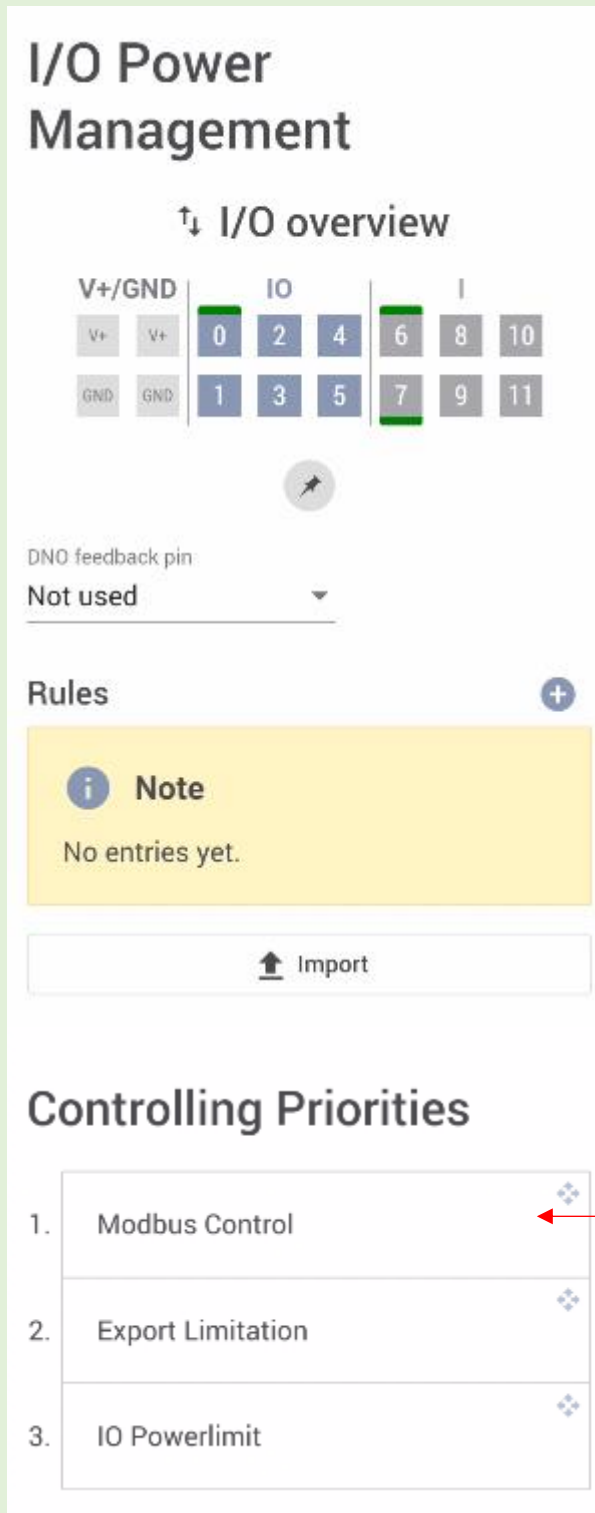 I/O Power
Management
I/O overview
V+/GND IO I
V+ V+ 0 2 4 6 8 10
GND GND 1 3 5 7 9 11
DNO feedback pin
Not used
Rules
Note
No entries yet.
Import
Controlling Priorities
1. Modbus Control
2. Export Limitation
3. IO Powerlimit